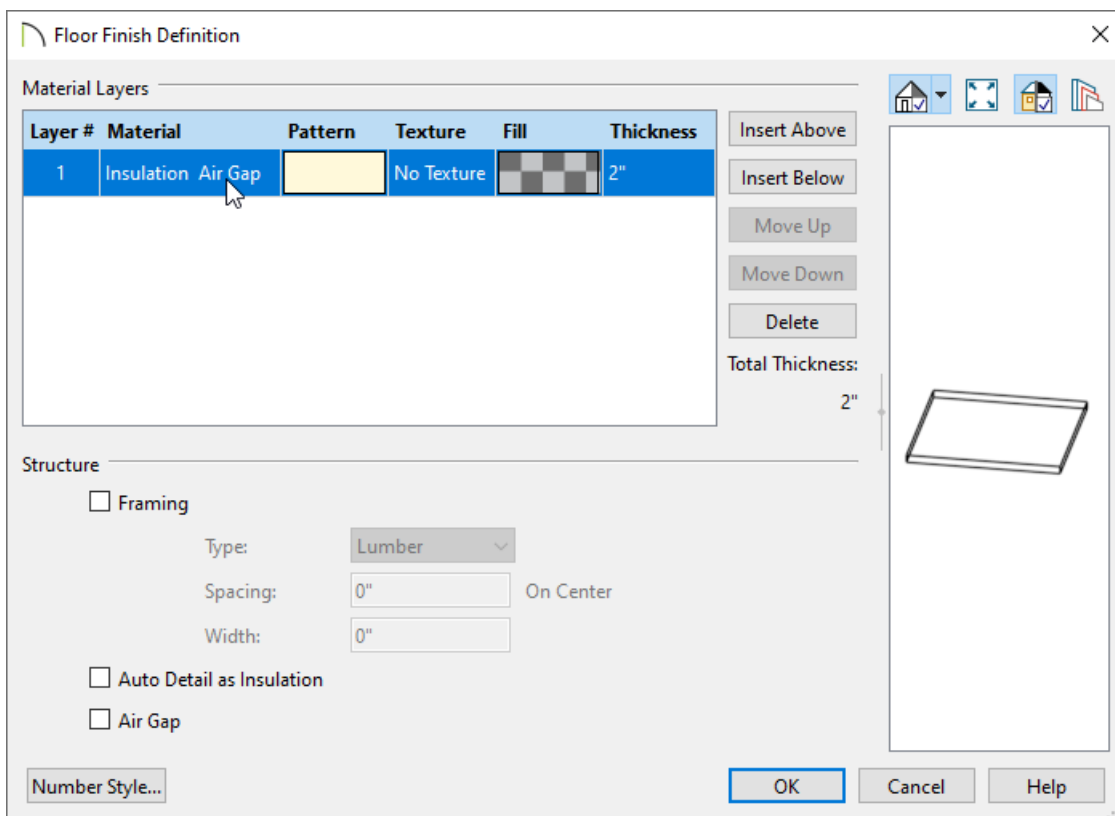 Floor Finish Definition
Material Layers
Layer # Material Pattern Texture Fill Thickness
1 Insulation Air Gap No Texture 2"
Insert Above
Insert Below
Move Up
Move Down
Delete
Total Thickness:
2"
Structure
Framing
Type: Lumber
Spacing: 0" On Center
Width: 0"
Auto Detail as Insulation
Air Gap
Number Style... OK Cancel Help